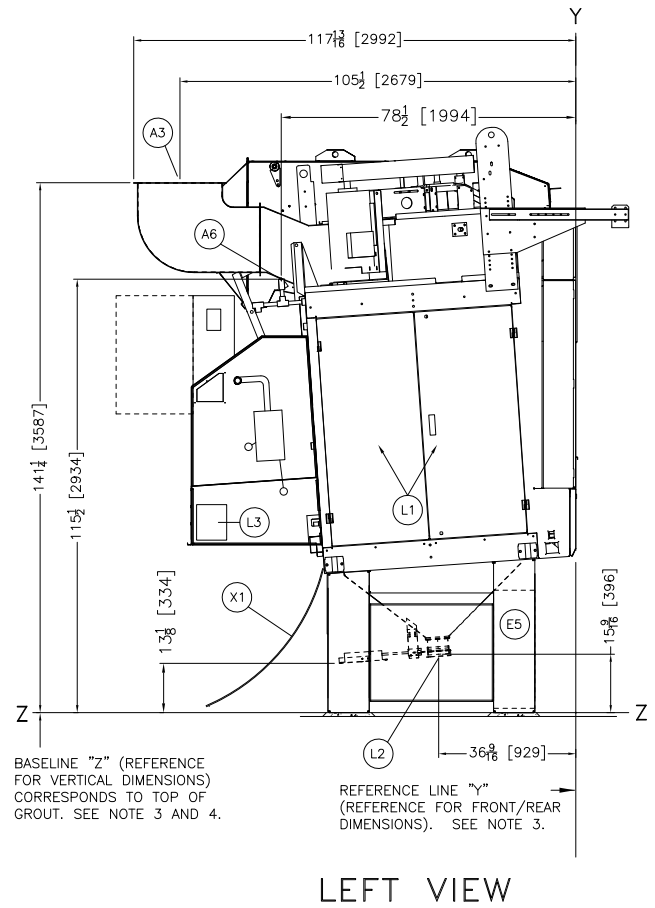 Y
117 13/16 [2992]
105 1/2 [2679]
78 1/2 [1994]
A3
A6
141 1/4 [3587]
115 1/2 [2934]
L1
L3
X1
13 1/8 [334]
E5
15 9/16 [396]
Z
Z
L2
36 9/16 [929]
BASELINE "Z" (REFERENCE
FOR VERTICAL DIMENSIONS)
CORRESPONDS TO TOP OF
GROUT. SEE NOTE 3 AND 4.
REFERENCE LINE "Y"
(REFERENCE FOR FRONT/REAR
DIMENSIONS). SEE NOTE 3.
LEFT VIEW